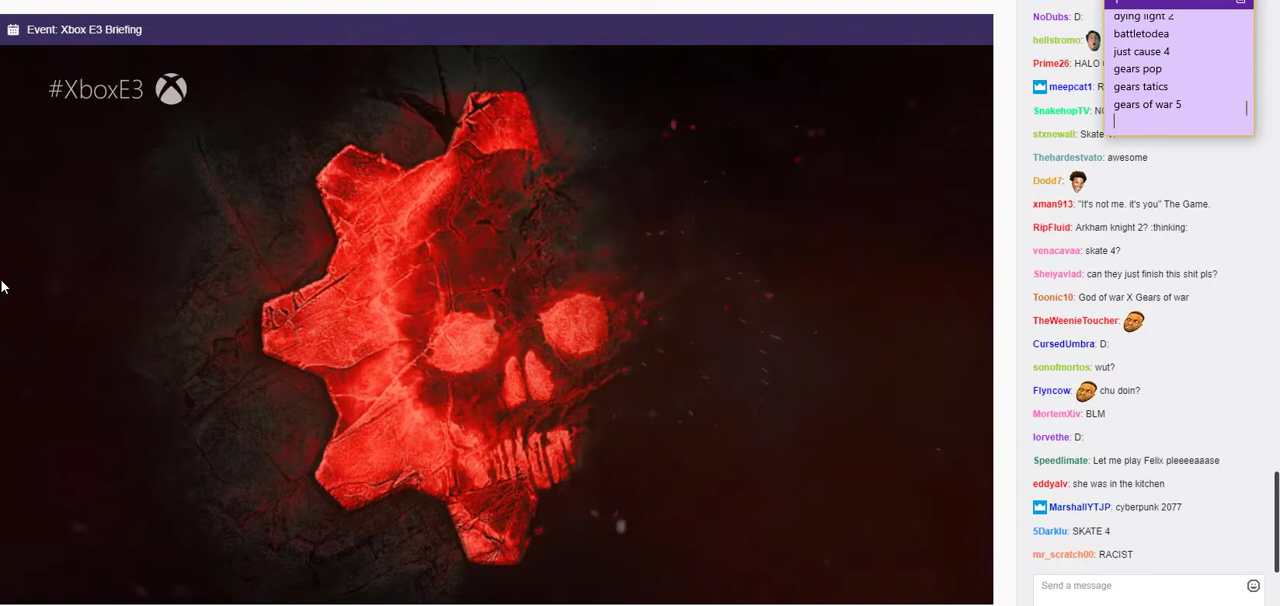 Event: Xbox E3 Briefing
#XboxE3
NoDubs: D:
hellstromo:
Prime26: HALO
meepcat1: R
SnakehopTV: NO
stxnewall: Skate
Thehardestvato: awesome
Dodd7:
xman913: "It's not me. it's you" The Game.
RipFluid: Arkham knight 2? :thinking:
venacavaa: skate 4?
Sheiyavlad: can they just finish this shit pls?
Toonic10: God of war X Gears of war
TheWeenieToucher:
CursedUmbra: D:
sonofmortos: wut?
Flyncow: chu doin?
MortemXiv: BLM
lorvethe: D:
Speedlimate: Let me play Felix pleeeeaaase
eddyalv: she was in the kitchen
MarshallYTJP: cyberpunk 2077
5Darklu: SKATE 4
mr_scratch00: RACIST
Send a message
dying light 2
battletodea
just cause 4
gears pop
gears tatics
gears of war 5